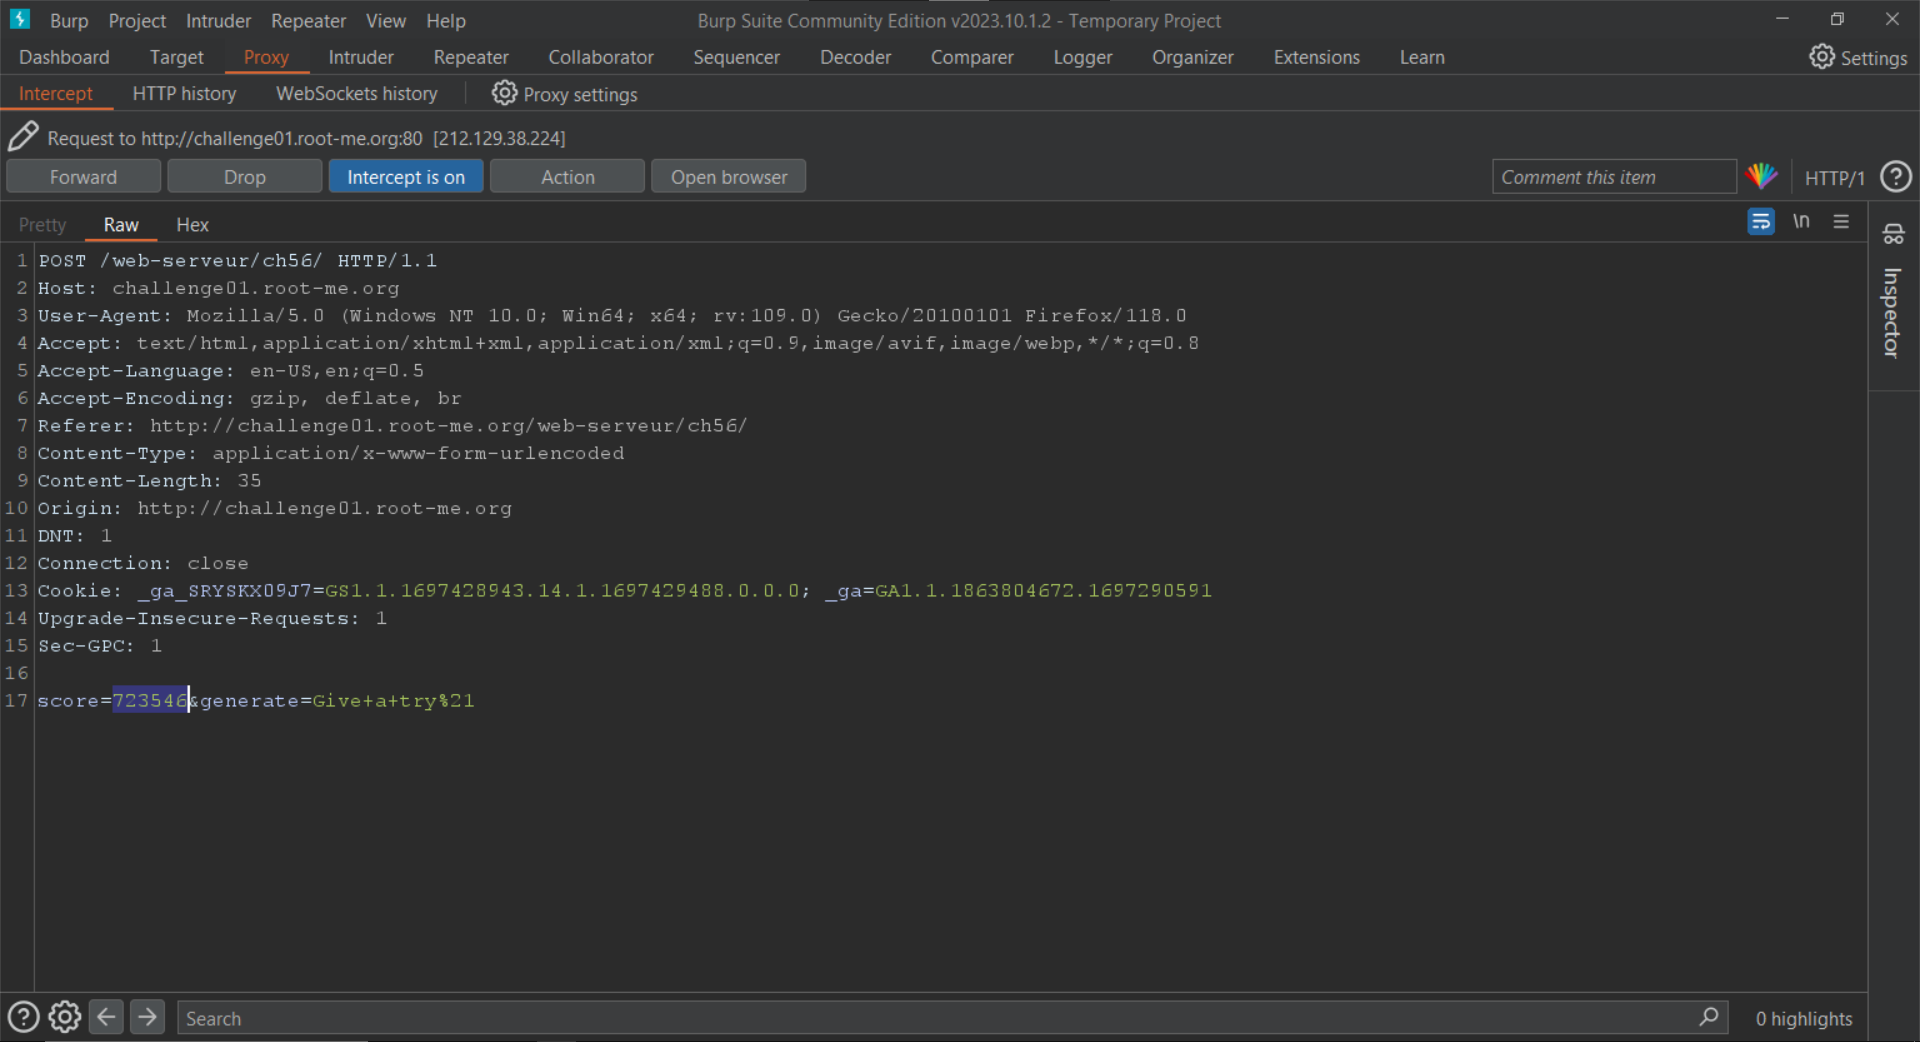 Burp Project Intruder Repeater View Help Burp Suite Community Edition v2023.10.1.2 - Temporary Project
Dashboard Target Proxy Intruder Repeater Collaborator Sequencer Decoder Comparer Logger Organizer Extensions Learn Settings
Intercept HTTP history WebSockets history Proxy settings
Request to http://challenge01.root-me.org:80 [212.129.38.224]
Forward Drop Intercept is on Action Open browser Comment this item HTTP/1 ?
Pretty Raw Hex \n
Inspector
1 POST /web-serveur/ch56/ HTTP/1.1
2 Host: challenge01.root-me.org
3 User-Agent: Mozilla/5.0 (Windows NT 10.0; Win64; x64; rv:109.0) Gecko/20100101 Firefox/118.0
4 Accept: text/html,application/xhtml+xml,application/xml;q=0.9,image/avif,image/webp,*/*;q=0.8
5 Accept-Language: en-US,en;q=0.5
6 Accept-Encoding: gzip, deflate, br
7 Referer: http://challenge01.root-me.org/web-serveur/ch56/
8 Content-Type: application/x-www-form-urlencoded
9 Content-Length: 35
10 Origin: http://challenge01.root-me.org
11 DNT: 1
12 Connection: close
13 Cookie: _ga_SRYSKX09J7=GS1.1.1697428943.14.1.1697429488.0.0.0; _ga=GA1.1.1863804672.1697290591
14 Upgrade-Insecure-Requests: 1
15 Sec-GPC: 1
16
17 score=723546&generate=Give+a+try%21
? Search 0 highlights